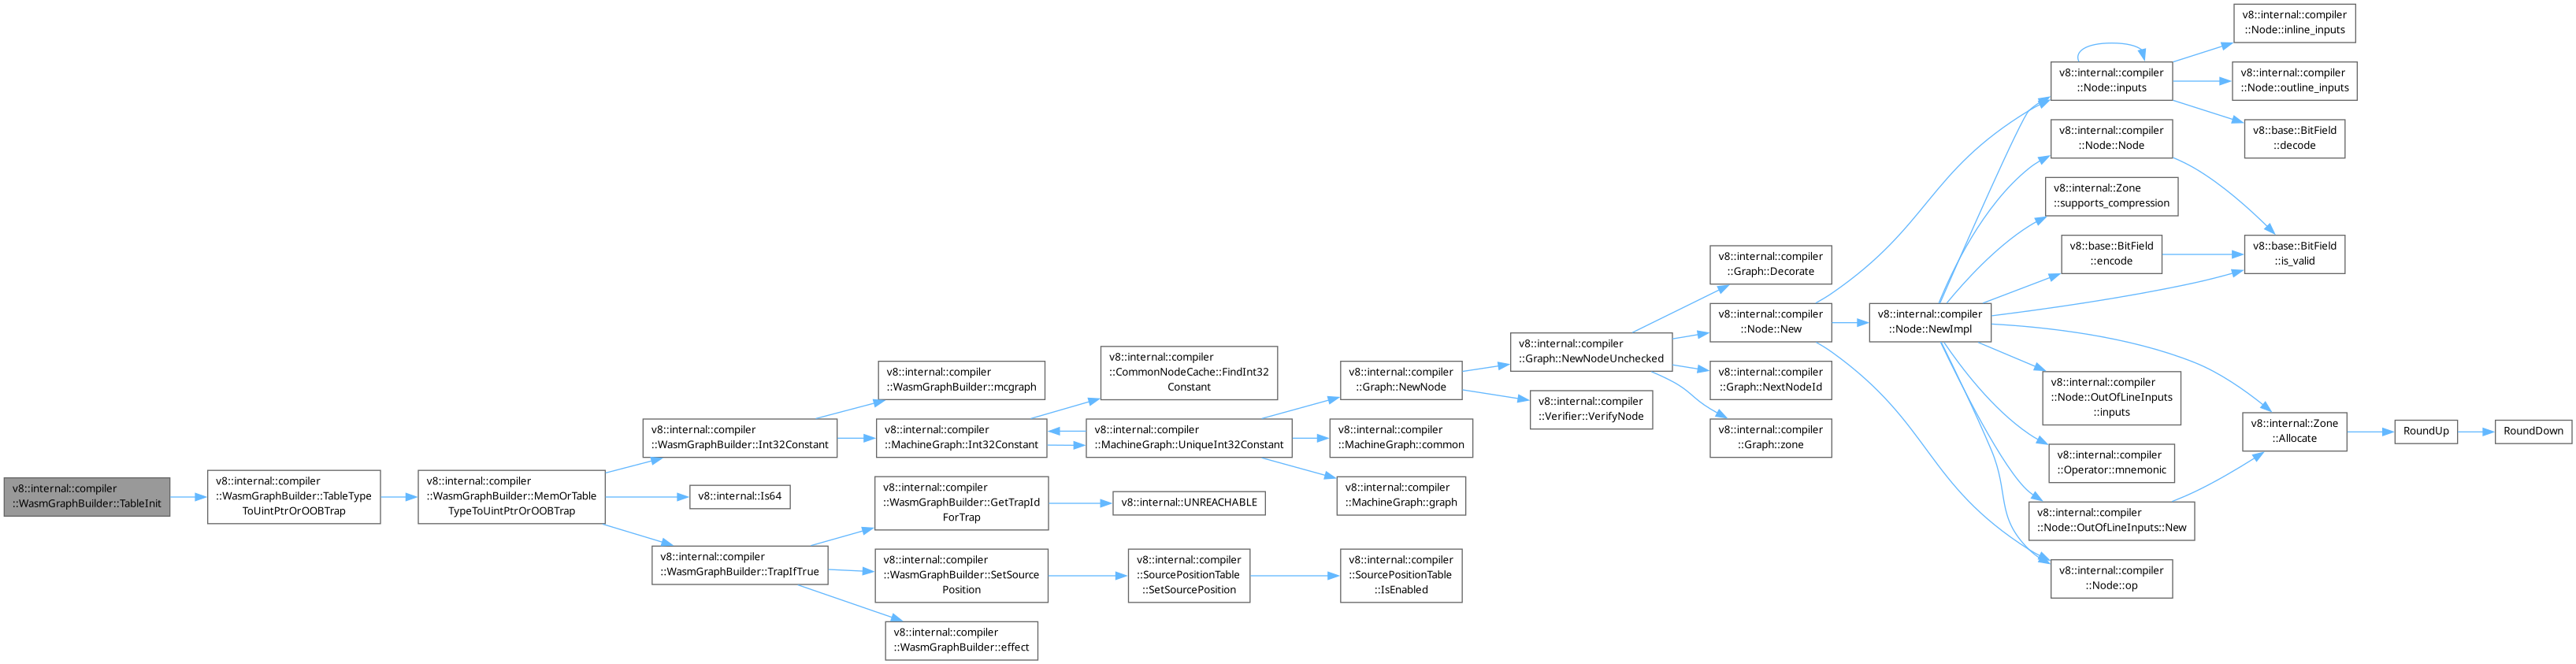 v8::internal::compiler
::WasmGraphBuilder::TableInit
v8::internal::compiler
::WasmGraphBuilder::TableType
ToUintPtrOrOOBTrap
v8::internal::compiler
::WasmGraphBuilder::MemOrTable
TypeToUintPtrOrOOBTrap
v8::internal::compiler
::WasmGraphBuilder::Int32Constant
v8::internal::Is64
v8::internal::compiler
::WasmGraphBuilder::TrapIfTrue
v8::internal::compiler
::WasmGraphBuilder::mcgraph
v8::internal::compiler
::MachineGraph::Int32Constant
v8::internal::compiler
::WasmGraphBuilder::GetTrapId
ForTrap
v8::internal::compiler
::WasmGraphBuilder::SetSource
Position
v8::internal::compiler
::WasmGraphBuilder::effect
v8::internal::compiler
::CommonNodeCache::FindInt32
Constant
v8::internal::compiler
::MachineGraph::UniqueInt32Constant
v8::internal::UNREACHABLE
v8::internal::compiler
::SourcePositionTable
::SetSourcePosition
v8::internal::compiler
::Graph::NewNode
v8::internal::compiler
::MachineGraph::common
v8::internal::compiler
::MachineGraph::graph
v8::internal::compiler
::SourcePositionTable
::IsEnabled
v8::internal::compiler
::Graph::NewNodeUnchecked
v8::internal::compiler
::Verifier::VerifyNode
v8::internal::compiler
::Graph::Decorate
v8::internal::compiler
::Node::New
v8::internal::compiler
::Graph::NextNodeId
v8::internal::compiler
::Graph::zone
v8::internal::compiler
::Node::NewImpl
v8::internal::compiler
::Node::inputs
v8::internal::compiler
::Node::Node
v8::internal::Zone
::supports_compression
v8::base::BitField
::encode
v8::internal::compiler
::Node::OutOfLineInputs
::inputs
v8::internal::compiler
::Operator::mnemonic
v8::internal::compiler
::Node::OutOfLineInputs::New
v8::internal::compiler
::Node::op
v8::internal::compiler
::Node::inline_inputs
v8::internal::compiler
::Node::outline_inputs
v8::base::BitField
::decode
v8::base::BitField
::is_valid
v8::internal::Zone
::Allocate
RoundUp
RoundDown